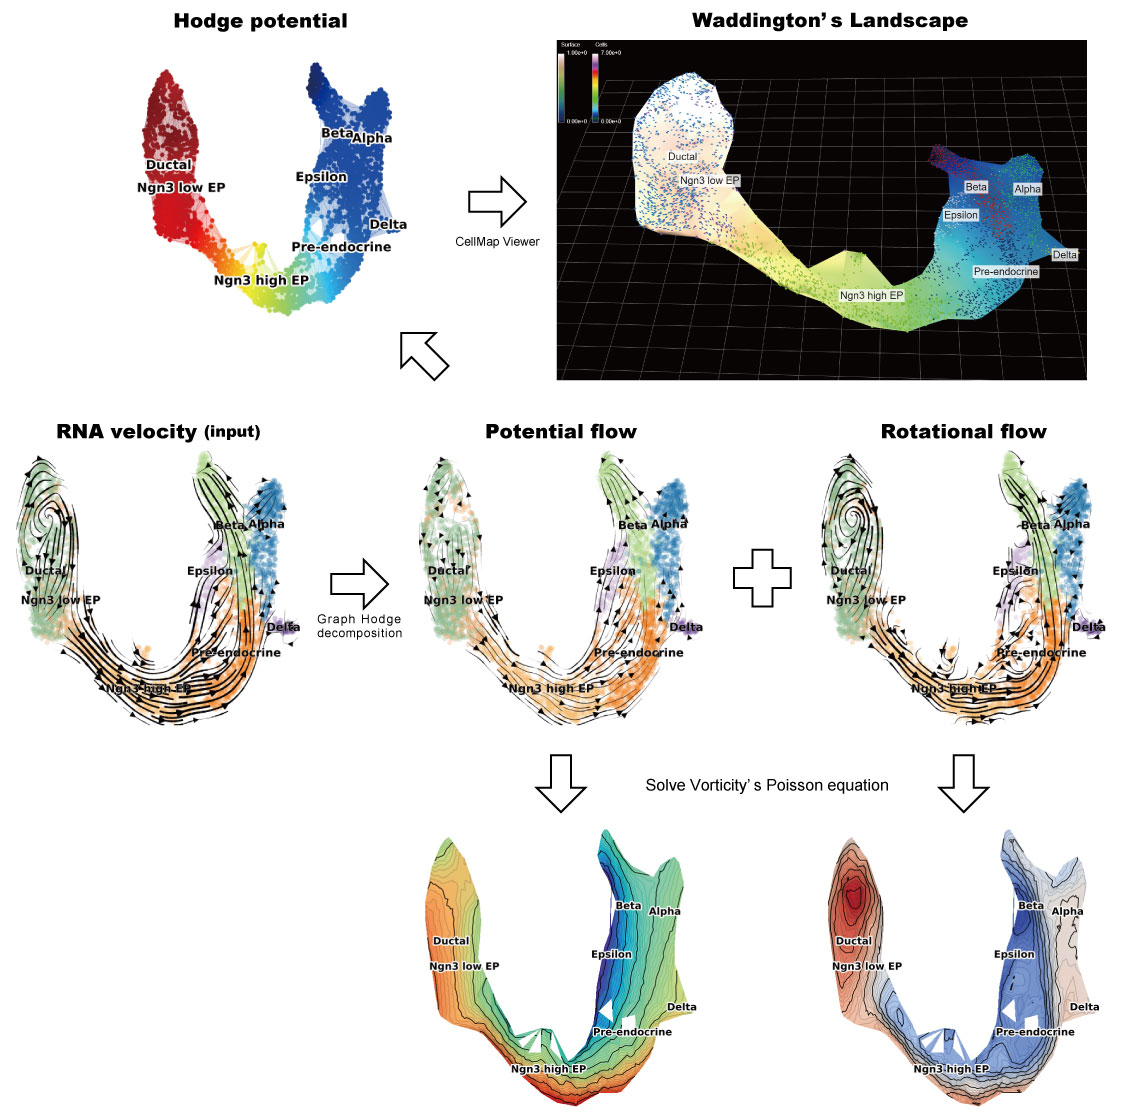 Hodge potential
Waddington's Landscape
Beta
Alpha
Ductal
Ngn3 low EP
Epsilon
Delta
Pre-endocrine
Ngn3 high EP
CellMap Viewer
Surface
Cells
1.00e+0
7.00e+0
0.00e+0
0.00e+0
Ductal
Ngn3 low EP
Beta
Alpha
Epsilon
Delta
Pre-endocrine
Ngn3 high EP
RNA velocity (input)
Potential flow
Rotational flow
Beta
Alpha
Ductal
Epsilon
Ngn3 low EP
Delta
Pre-endocrine
Ngn3 high EP
Graph Hodge
decomposition
Beta
Alpha
Ductal
Epsilon
Ngn3 low EP
Delta
Pre-endocrine
Ngn3 high EP
Beta
Alpha
Ductal
Epsilon
Ngn3 low EP
Delta
Pre-endocrine
Ngn3 high EP
Solve Vorticity's Poisson equation
Beta
Alpha
Ductal
Epsilon
Ngn3 low EP
Delta
Pre-endocrine
Ngn3 high EP
Beta
Alpha
Ductal
Epsilon
Ngn3 low EP
Delta
Pre-endocrine
Ngn3 high EP